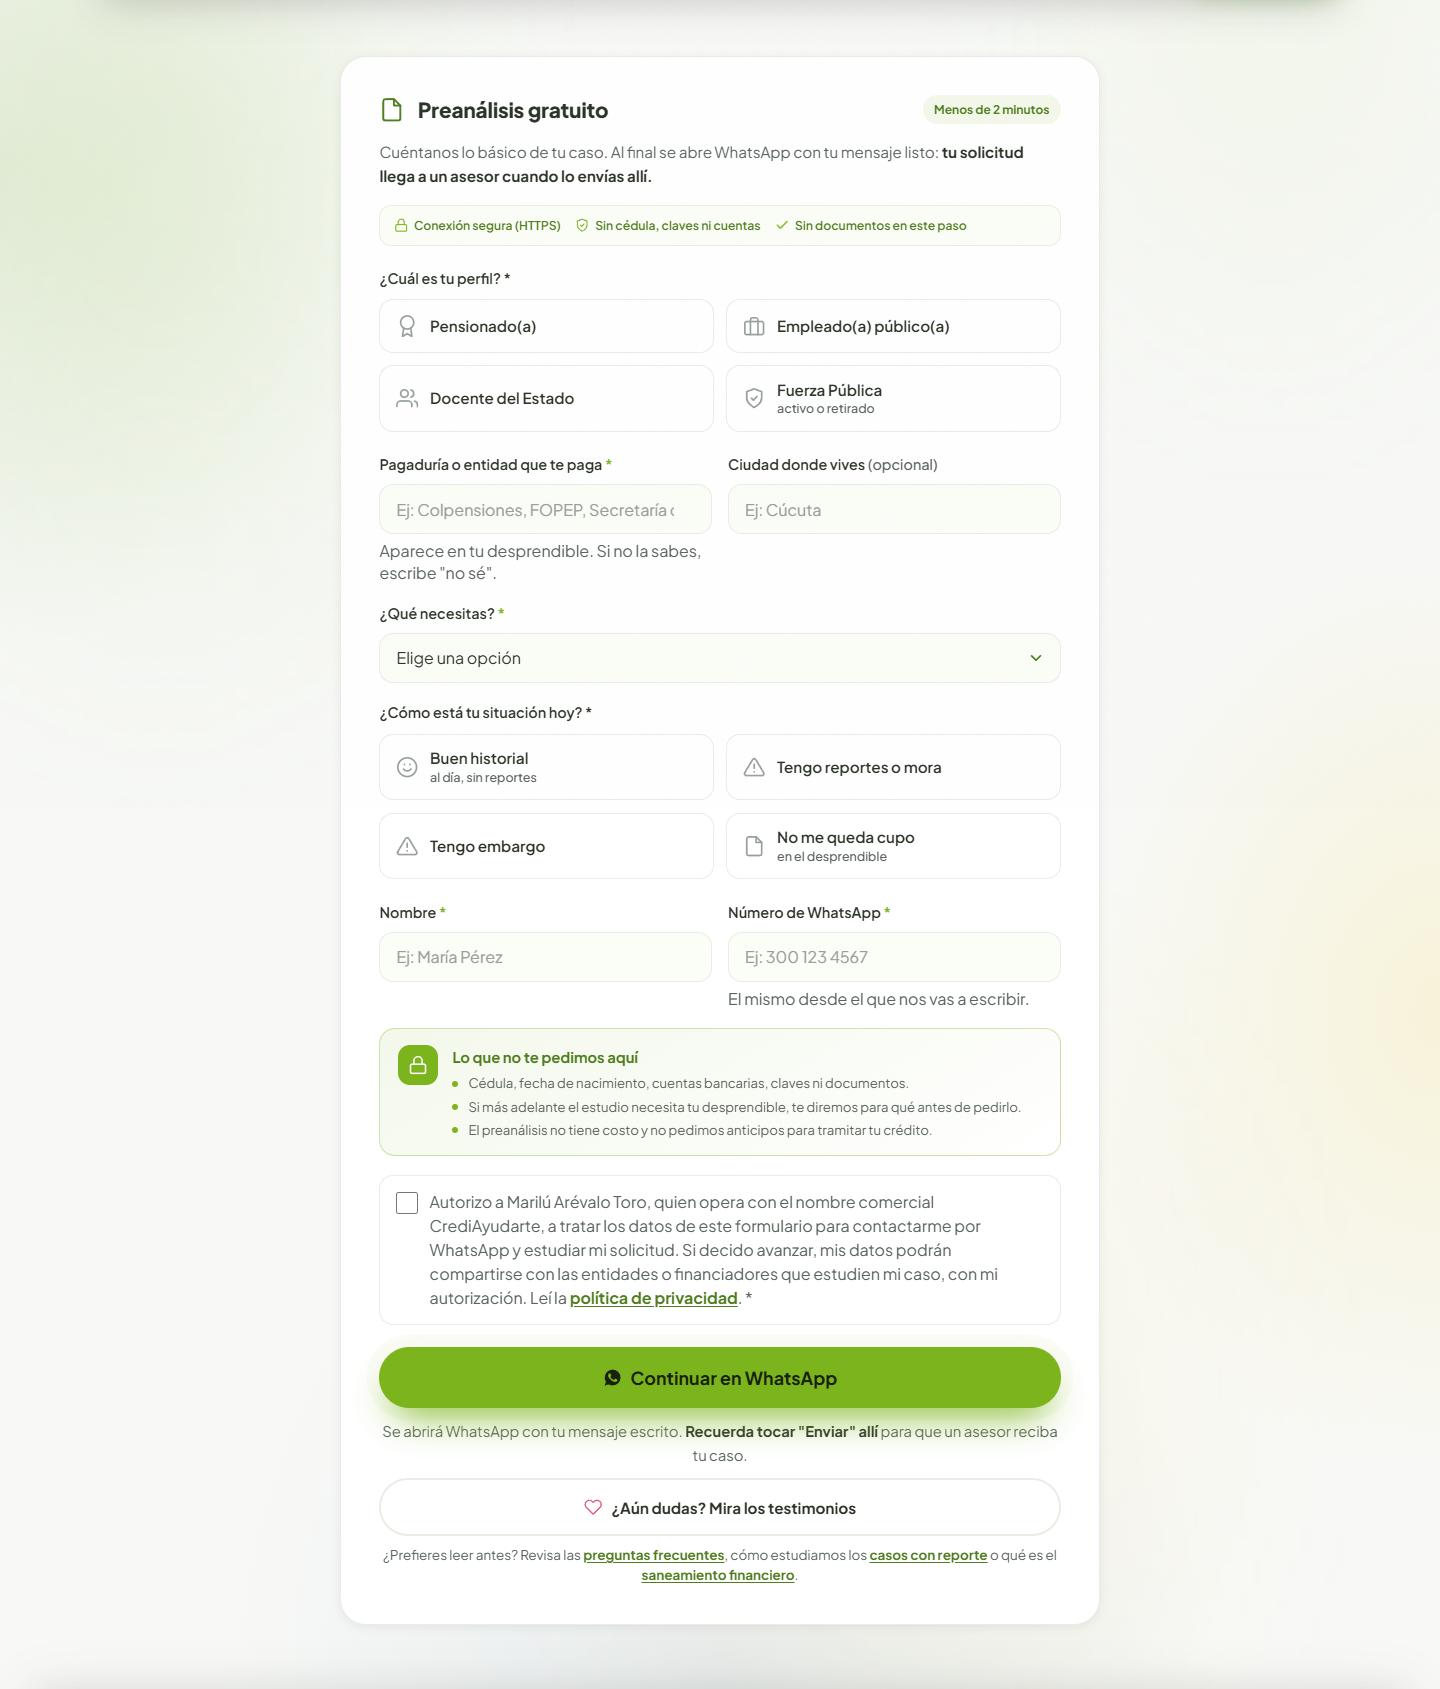 Preanálisis gratuito
Menos de 2 minutos
Cuéntanos lo básico de tu caso. Al final se abre WhatsApp con tu mensaje listo: tu solicitud
llega a un asesor cuando lo envías allí.
Conexión segura (HTTPS)
Sin cédula, claves ni cuentas
Sin documentos en este paso
¿Cuál es tu perfil? *
Pensionado(a)
Empleado(a) público(a)
Docente del Estado
Fuerza Pública
activo o retirado
Pagaduría o entidad que te paga *
Ciudad donde vives (opcional)
Ej: Colpensiones, FOPEP, Secretaría
Ej: Cúcuta
Aparece en tu desprendible. Si no la sabes,
escribe "no sé".
¿Qué necesitas? *
Elige una opción
¿Cómo está tu situación hoy? *
Buen historial
al día, sin reportes
Tengo reportes o mora
Tengo embargo
No me queda cupo
en el desprendible
Nombre *
Número de WhatsApp *
Ej: María Pérez
Ej: 300 123 4567
El mismo desde el que nos vas a escribir.
Lo que no te pedimos aquí
Cédula, fecha de nacimiento, cuentas bancarias, claves ni documentos.
Si más adelante el estudio necesita tu desprendible, te diremos para qué antes de pedirlo.
El preanálisis no tiene costo y no pedimos anticipos para tramitar tu crédito.
Autorizo a Marilú Arévalo Toro, quien opera con el nombre comercial
CrediAyudarte, a tratar los datos de este formulario para contactarme por
WhatsApp y estudiar mi solicitud. Si decido avanzar, mis datos podrán
compartirse con las entidades o financiadores que estudien mi caso, con mi
autorización. Leí la política de privacidad. *
Continuar en WhatsApp
Se abrirá WhatsApp con tu mensaje escrito. Recuerda tocar "Enviar" allí para que un asesor reciba
tu caso.
¿Aún dudas? Mira los testimonios
¿Prefieres leer antes? Revisa las preguntas frecuentes, cómo estudiamos los casos con reporte o qué es el
saneamiento financiero.